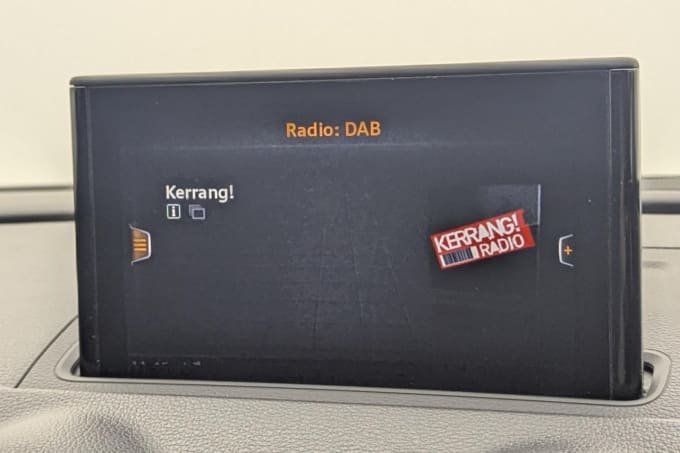 Radio: DAB
Kerrang!
KERRANG!
RADIO
+